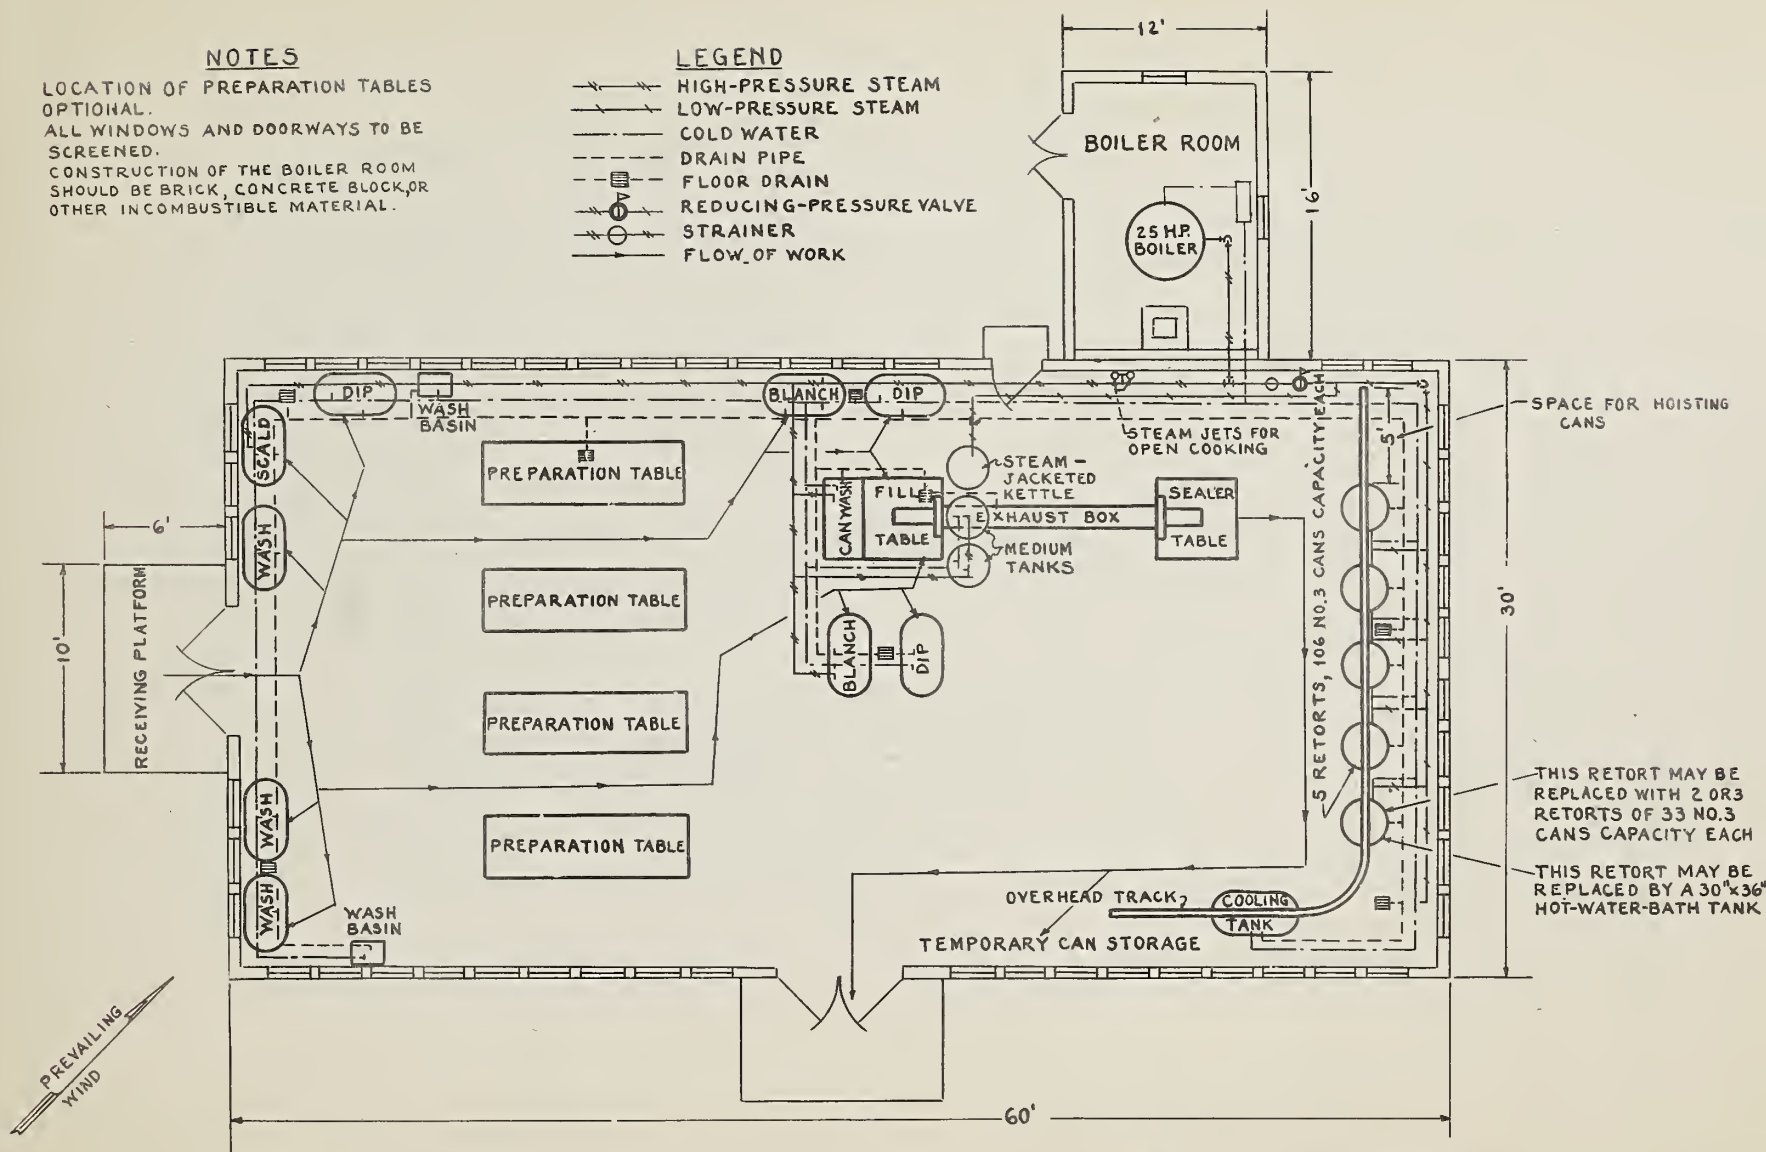 NOTES
LOCATION OF PREPARATION TABLES
OPTIONAL.
ALL WINDOWS AND DOORWAYS TO BE
SCREENED.
CONSTRUCTION OF THE BOILER ROOM
SHOULD BE BRICK, CONCRETE BLOCK, OR
OTHER INCOMBUSTIBLE MATERIAL.
LEGEND
HIGH-PRESSURE STEAM
LOW-PRESSURE STEAM
COLD WATER
DRAIN PIPE
FLOOR DRAIN
REDUCING-PRESSURE VALVE
STRAINER
FLOW OF WORK
12'
BOILER ROOM
16'
25 H.P.
BOILER
DIP
WASH
BASIN
BLANCH
DIP
SCALD
PREPARATION TABLE
STEAM JETS FOR
OPEN COOKING
SPACE FOR HOISTING
CANS
5'
STEAM-
JACKETED
KETTLE
CAN WASH
FILL
TABLE
EXHAUST BOX
SEALER
TABLE
MEDIUM
TANKS
6'
WASH
10'
RECEIVING PLATFORM
PREPARATION TABLE
BLANCH
DIP
5 RETORTS, 106 NO.3 CANS CAPACITY EACH
30'
PREPARATION TABLE
WASH
PREPARATION TABLE
THIS RETORT MAY BE
REPLACED WITH 2 OR 3
RETORTS OF 33 NO.3
CANS CAPACITY EACH
THIS RETORT MAY BE
REPLACED BY A 30"x36"
HOT-WATER-BATH TANK
WASH
WASH
BASIN
OVERHEAD TRACK
COOLING
TANK
TEMPORARY CAN STORAGE
PREVAILING
WIND
60'